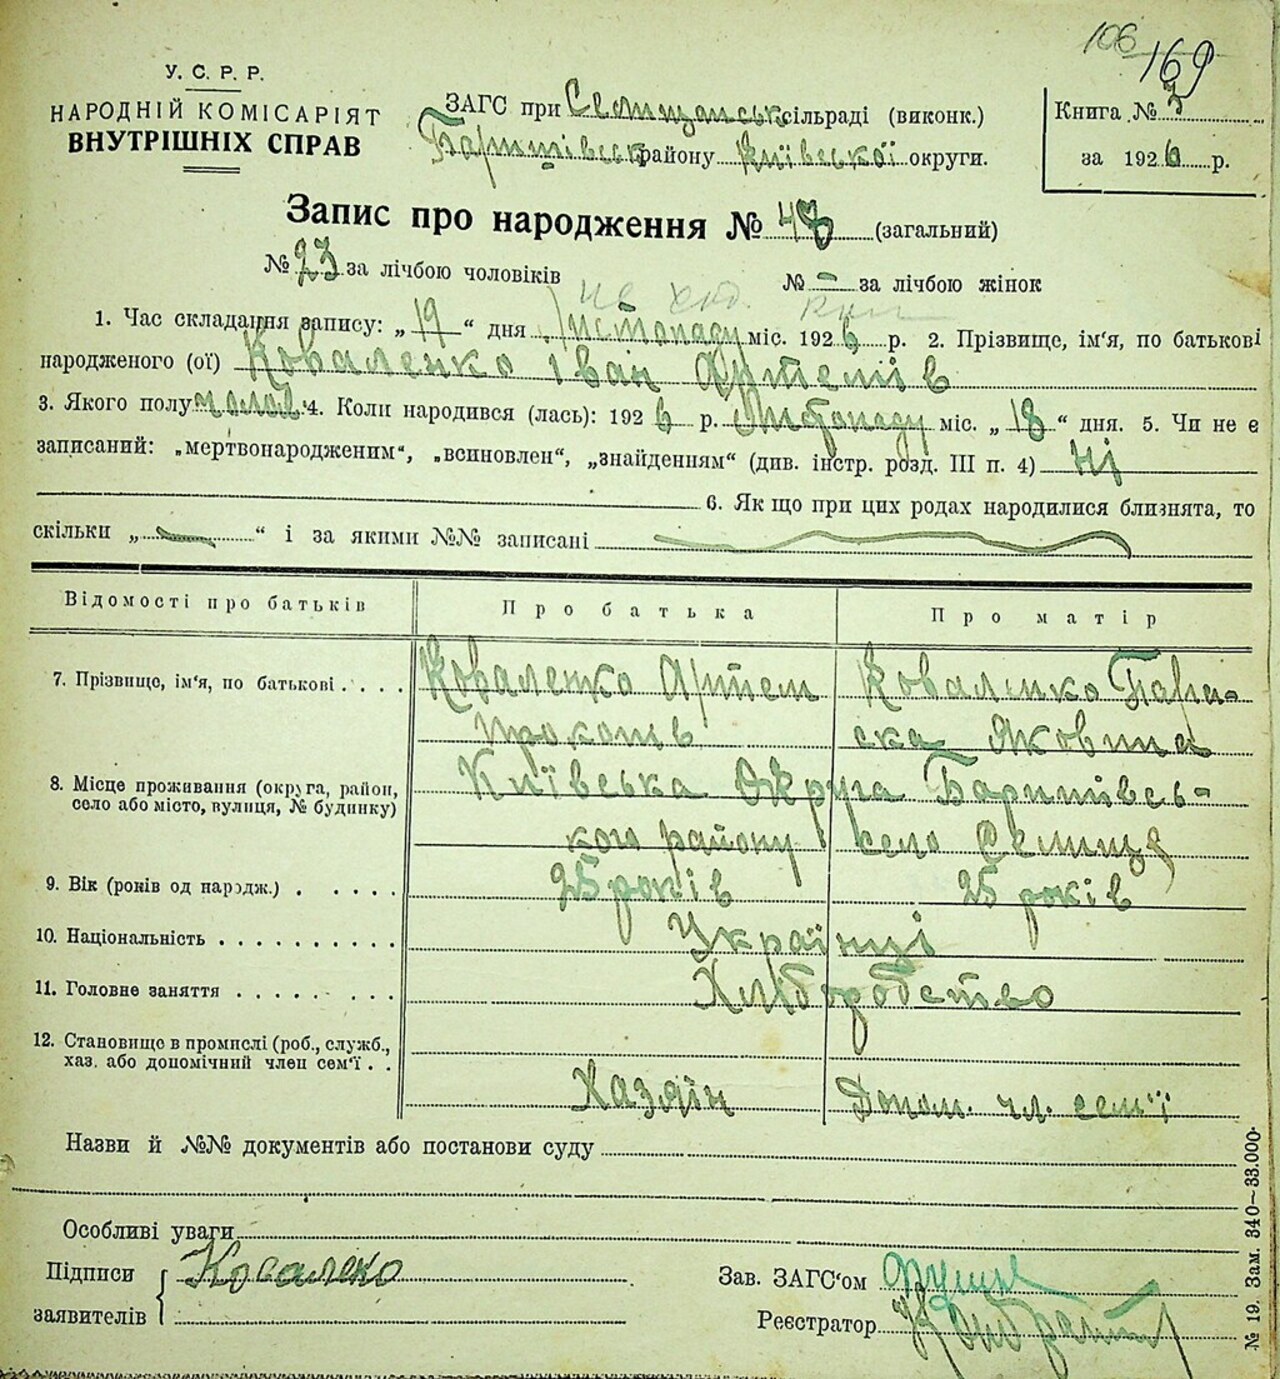 106 169
У. С. Р. Р.
НАРОДНІЙ КОМІСАРІЯТ
ВНУТРІШНІХ СПРАВ
ЗАГС при Селищанськ сільраді (виконк.)
Баришівськ району Київської округи.
Книга № 3
за 1926 р.
Запис про народження № 48 (загальний)
№ 23 за лічбою чоловіків № – за лічбою жінок
1. Час складання запису: „ 19 “ дня Листопаду міс. 1926 р. 2. Прізвище, ім'я, по батькові
народженого (ої) Коваленко Іван Артемів
3. Якого полу чолов. 4. Коли народився (лась): 1926 р. Листопаду міс. „ 18 “ дня. 5. Чи не є
записаний: „мертвонародженим“, „всиновлен“, „знайденням“ (див. інстр. розд. III п. 4) ні
6. Як що при цих родах народилися близнята, то
скільки „ “ і за якими №№ записані
Відомості про батьків Про батька Про матір
7. Прізвище, ім'я, по батькові . . . . Коваленко Артем Коваленко Пара-
Прокопів ска Яковна
8. Місце проживання (округа, район, Київська Округа Баришівсь-
село або місто, вулиця, № будинку) кого району село Селище
9. Вік (років од народж.) . . . . . 25 років 25 років
10. Національність . . . . . . . . . . Українці
11. Головне заняття . . . . . . . . . Хліборобство
12. Становище в промислі (роб., служб.,
хаз. або допомічний член сем'ї . . Хазяїн Допом. чл. сем'ї
Назви й №№ документів або постанови суду
Особливі уваги
Підписи Коваленко Зав. ЗАГС'ом
заявителів Реєстратор
№ 19. Зам. 340—33.000.